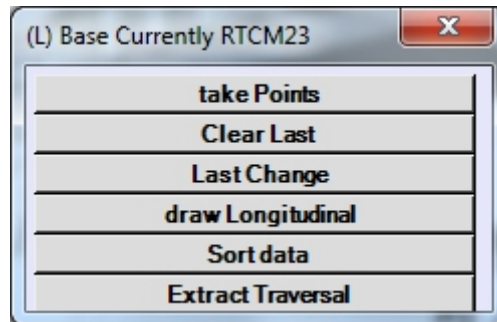 (L) Base Currently RTCM23
take Points
Clear Last
Last Change
draw Longitudinal
Sort data
Extract Traversal